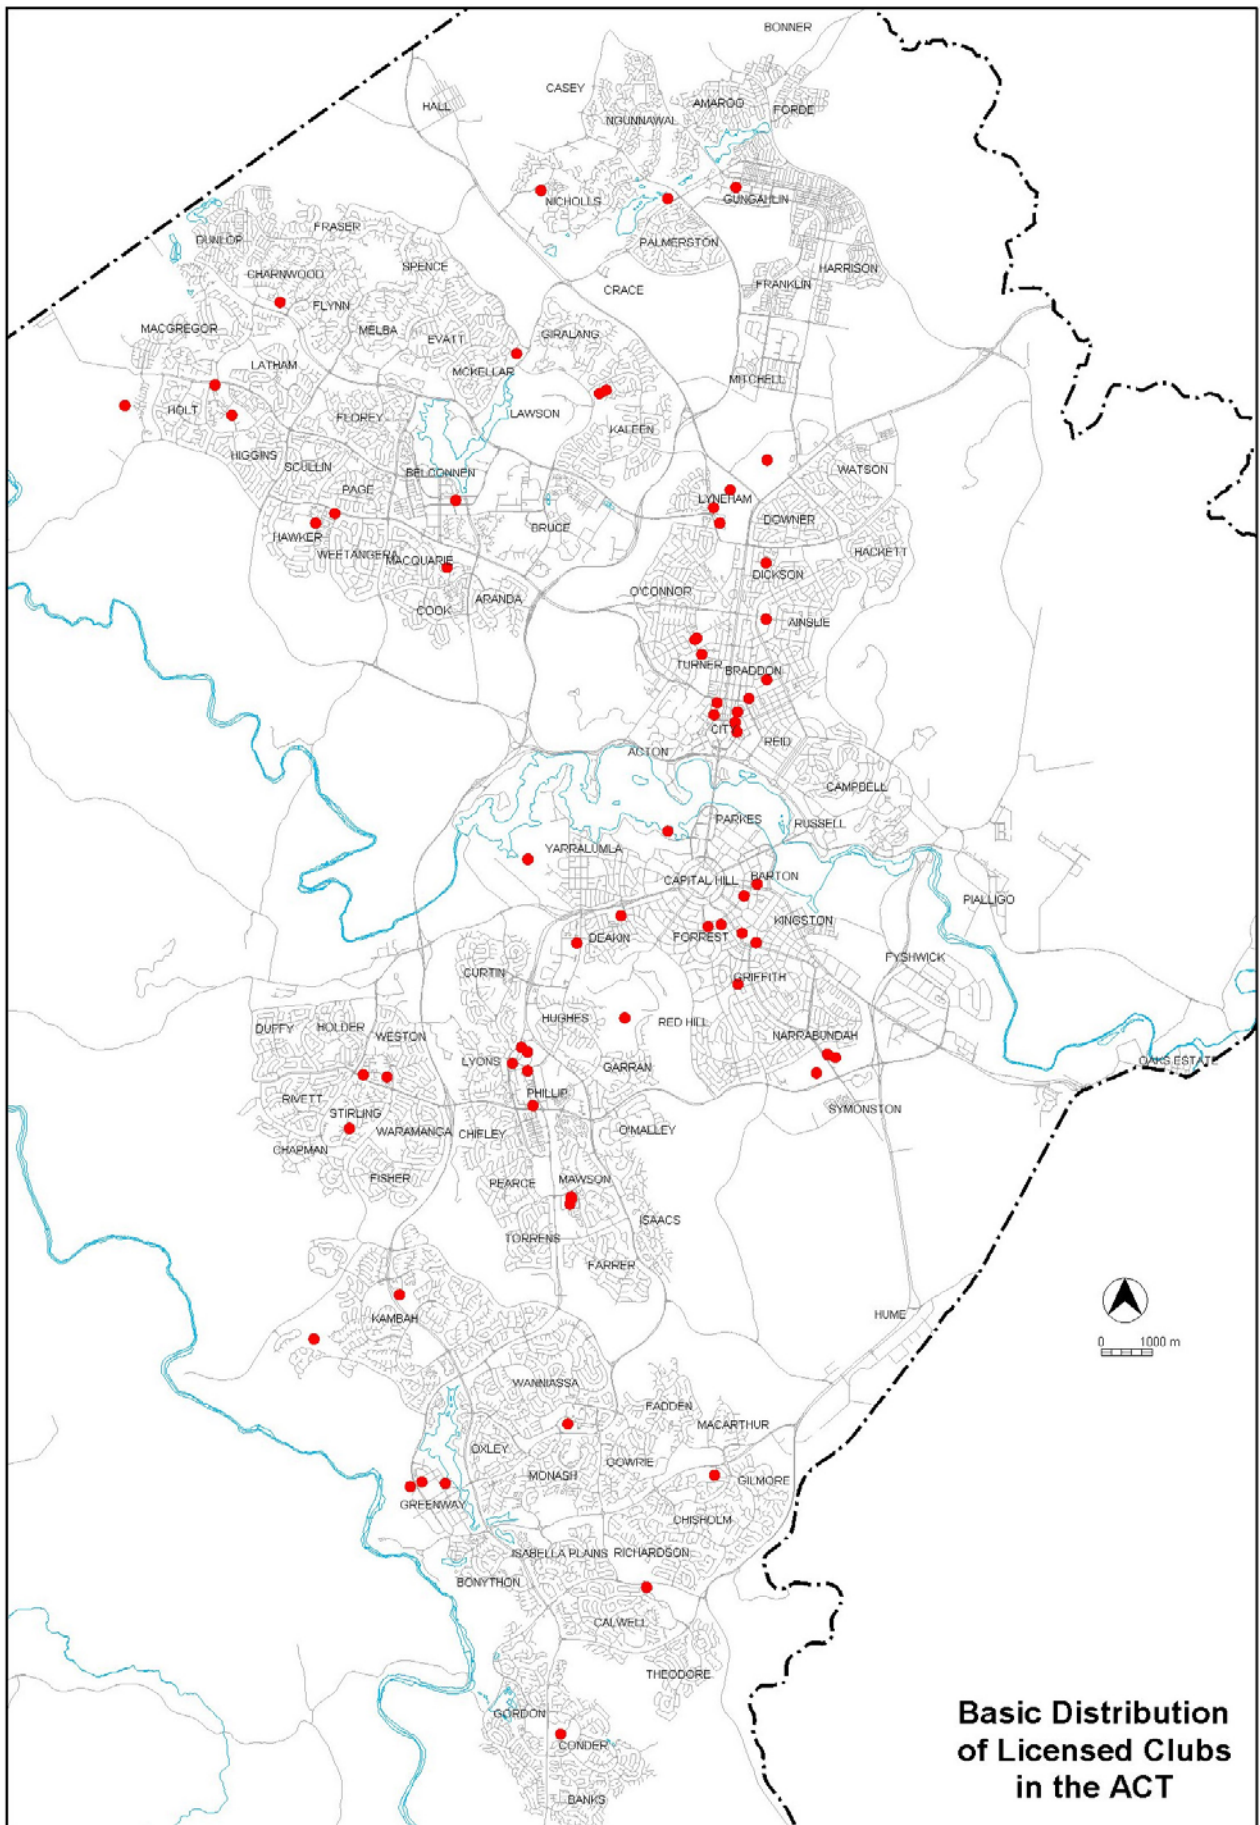 BONNER
CASEY
HALL
AMAROO
FORDE
NGUNNAWAL
NICHOLLS
GUNGAHLIN
FRASER
DUNLOP
PALMERSTON
SPENCE
HARRISON
CHARNWOOD
FRANKLIN
CRACE
FLYNN
MACGREGOR
MELBA
GIRALANG
EVATT
LATHAM
MCKELLAR
MITCHELL
HOLT
LAWSON
FLOREY
KALEEN
HIGGINS
SCULLIN
BELCONNEN
WATSON
PAGE
LYNEHAM
DOWNER
BRUCE
HAWKER
WEETANGERA
MACQUARIE
HACKETT
DICKSON
O'CONNOR
ARANDA
COOK
AINSLIE
TURNER
BRADDON
CITY
REID
ACTON
CAMPBELL
PARKES
RUSSELL
YARRALUMLA
CAPITAL HILL
BARTON
PIALLIGO
KINGSTON
DEAKIN
FORREST
FYSHWICK
CURTIN
GRIFFITH
HUGHES
RED HILL
DUFFY
HOLDER
WESTON
NARRABUNDAH
LYONS
GARRAN
OAKS ESTATE
RIVETT
PHILLIP
SYMONSTON
STIRLING
WARAMANGA
CHIFLEY
O'MALLEY
CHAPMAN
FISHER
PEARCE
MAWSON
ISAACS
TORRENS
FARRER
KAMBAH
HUME
0 1000 m
WANNIASSA
FADDEN
MACARTHUR
OXLEY
GOWRIE
MONASH
GILMORE
GREENWAY
CHISHOLM
ISABELLA PLAINS
RICHARDSON
BONYTHON
CALWELL
THEODORE
GORDON
CONDER
BANKS
Basic Distribution
of Licensed Clubs
in the ACT